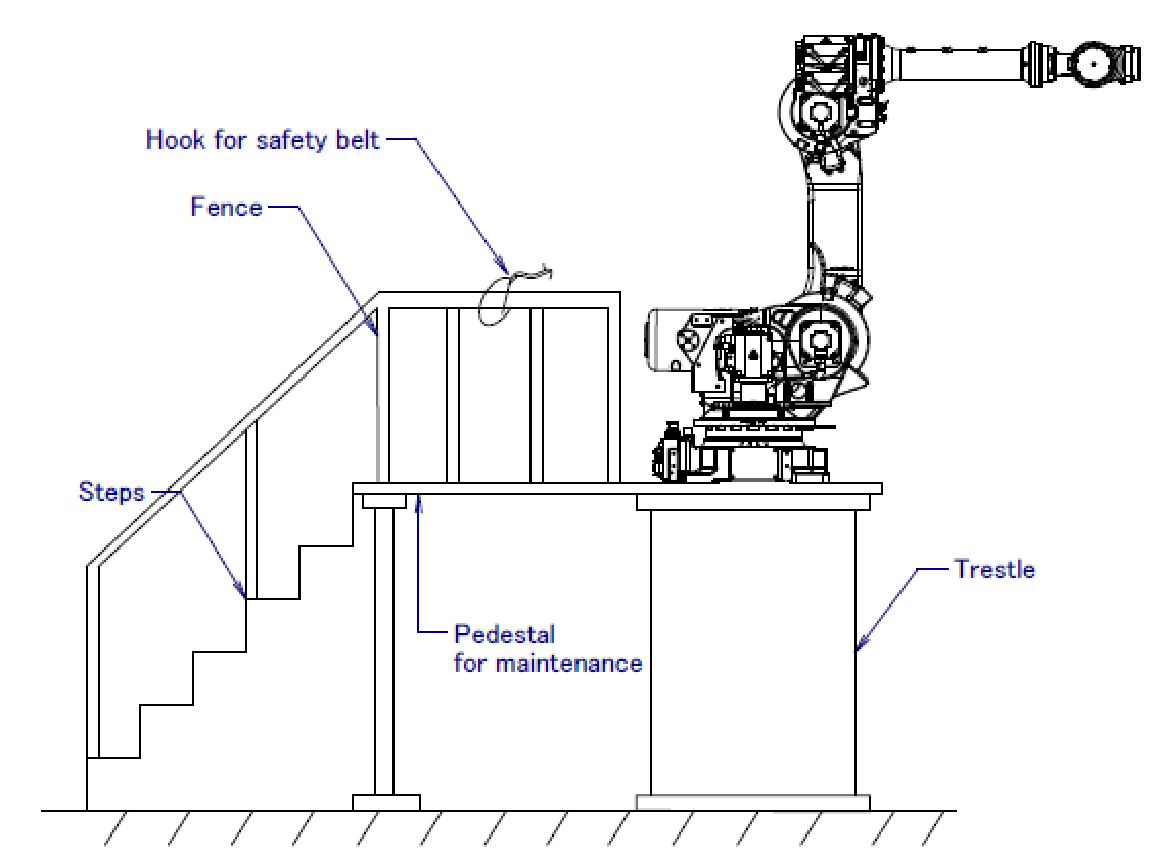 Hook for safety belt
Fence
Steps
Trestle
Pedestal
for maintenance